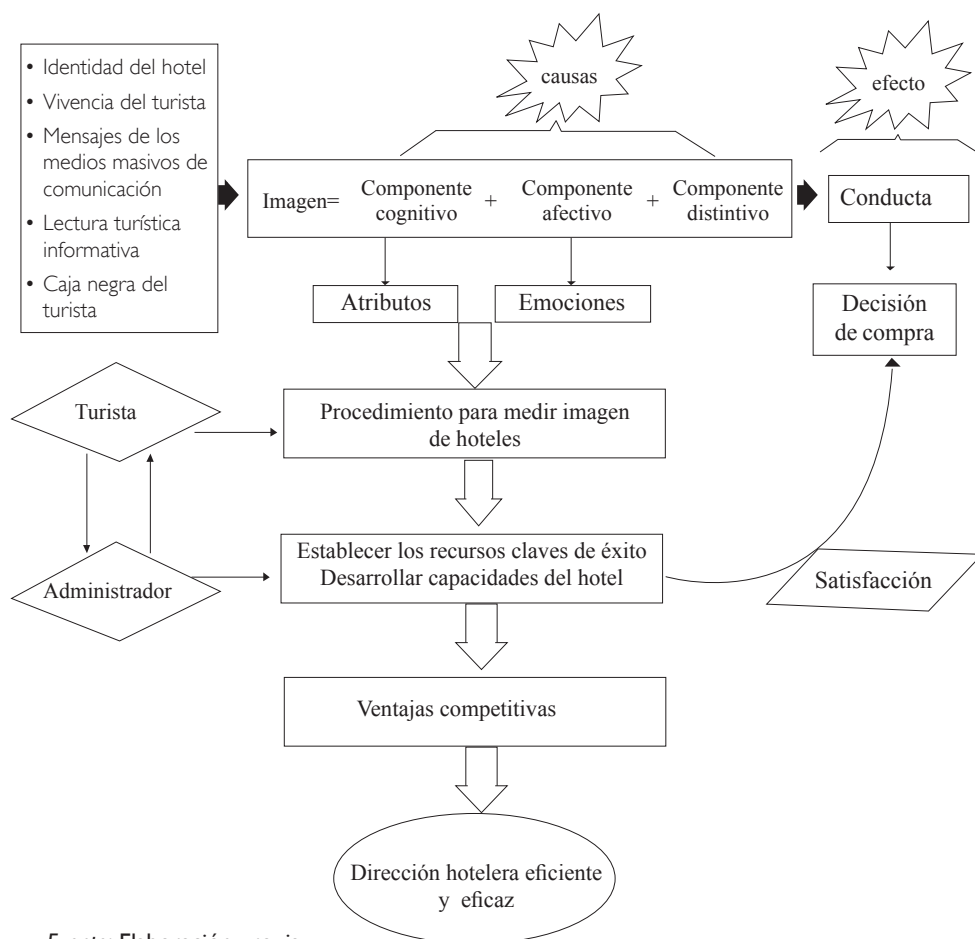 causas
efecto
• Identidad del hotel
• Vivencia del turista
• Mensajes de los
medios masivos de
comunicación
• Lectura turística
informativa
• Caja negra del
turista
Imagen= Componente cognitivo + Componente afectivo + Componente distintivo
Conducta
Atributos
Emociones
Decisión
de compra
Turista
Procedimiento para medir imagen
de hoteles
Administrador
Establecer los recursos claves de éxito
Desarrollar capacidades del hotel
Satisfacción
Ventajas competitivas
Dirección hotelera eficiente
y eficaz